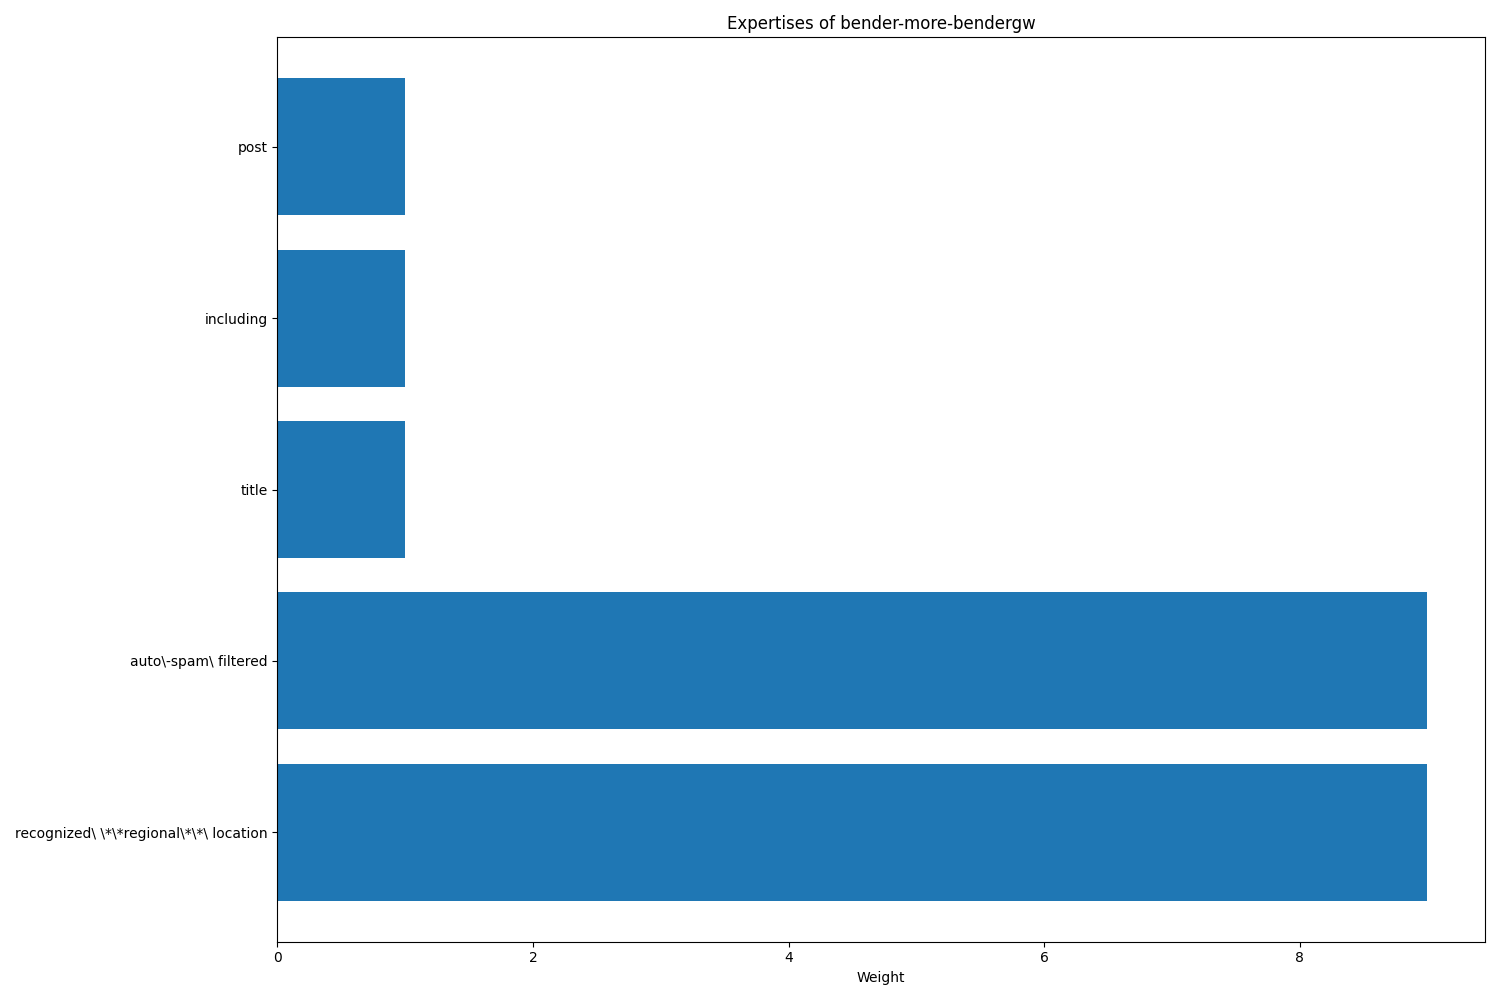 Expertises of bender-more-bendergw
post
including
title
auto\-spam\ filtered
recognized\ \*\*regional\*\*\ location
0 2 4 6 8
Weight